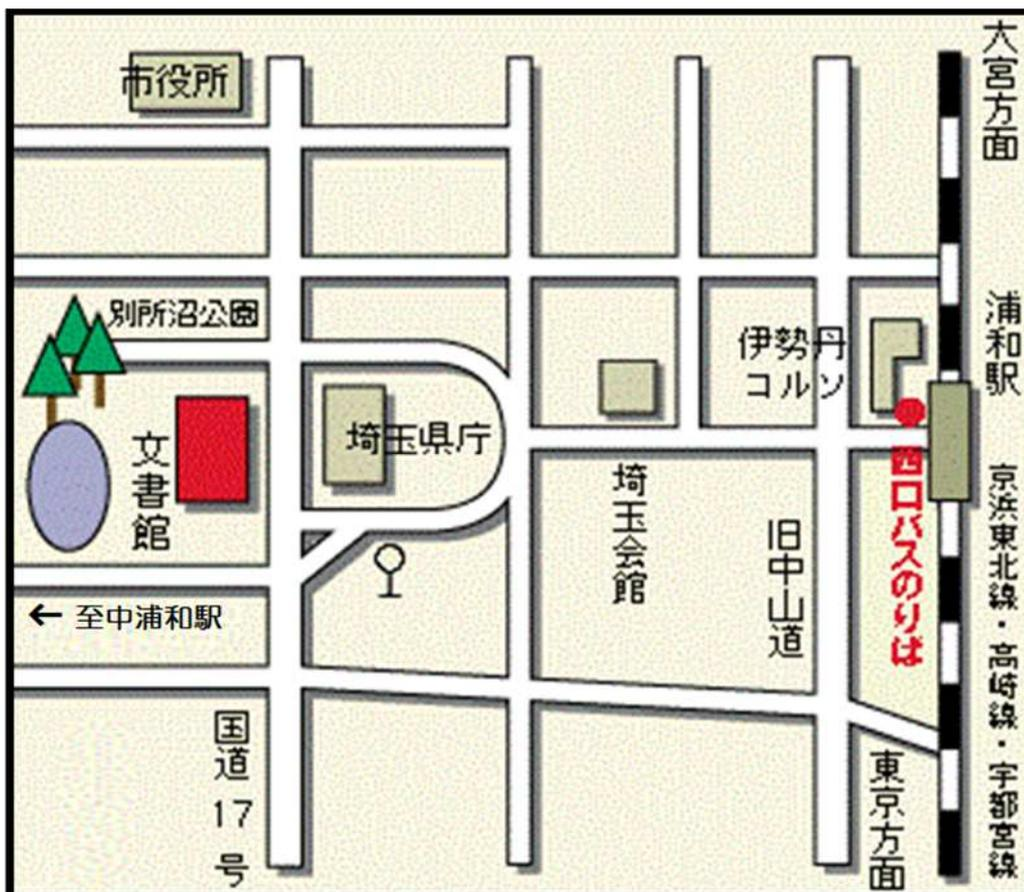 市役所
大宮方面
別所沼公園
浦和駅
伊勢丹
コルソ
埼玉県庁
文書館
埼玉会館
旧中山道
西口バスのりば
京浜東北線・高崎線・宇都宮線
← 至中浦和駅
国道17号
東京方面